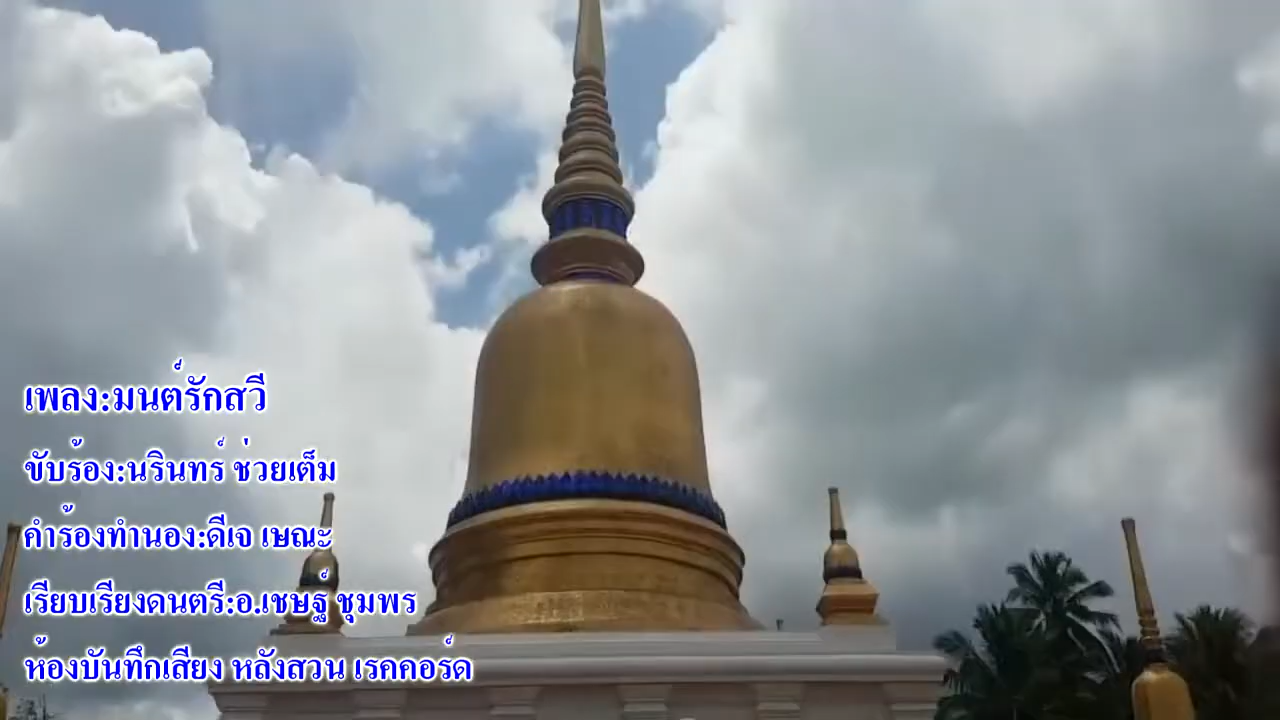 เพลง:มนต์รักสวี
ขับร้อง:นรินทร์ ช่วยเต็ม
คำร้องทำนอง:ดีเจ เษณะ
เรียบเรียงดนตรี:อ.เชษฐ์ ชุมพร
ห้องบันทึกเสียง หลังสวน เรคคอร์ด